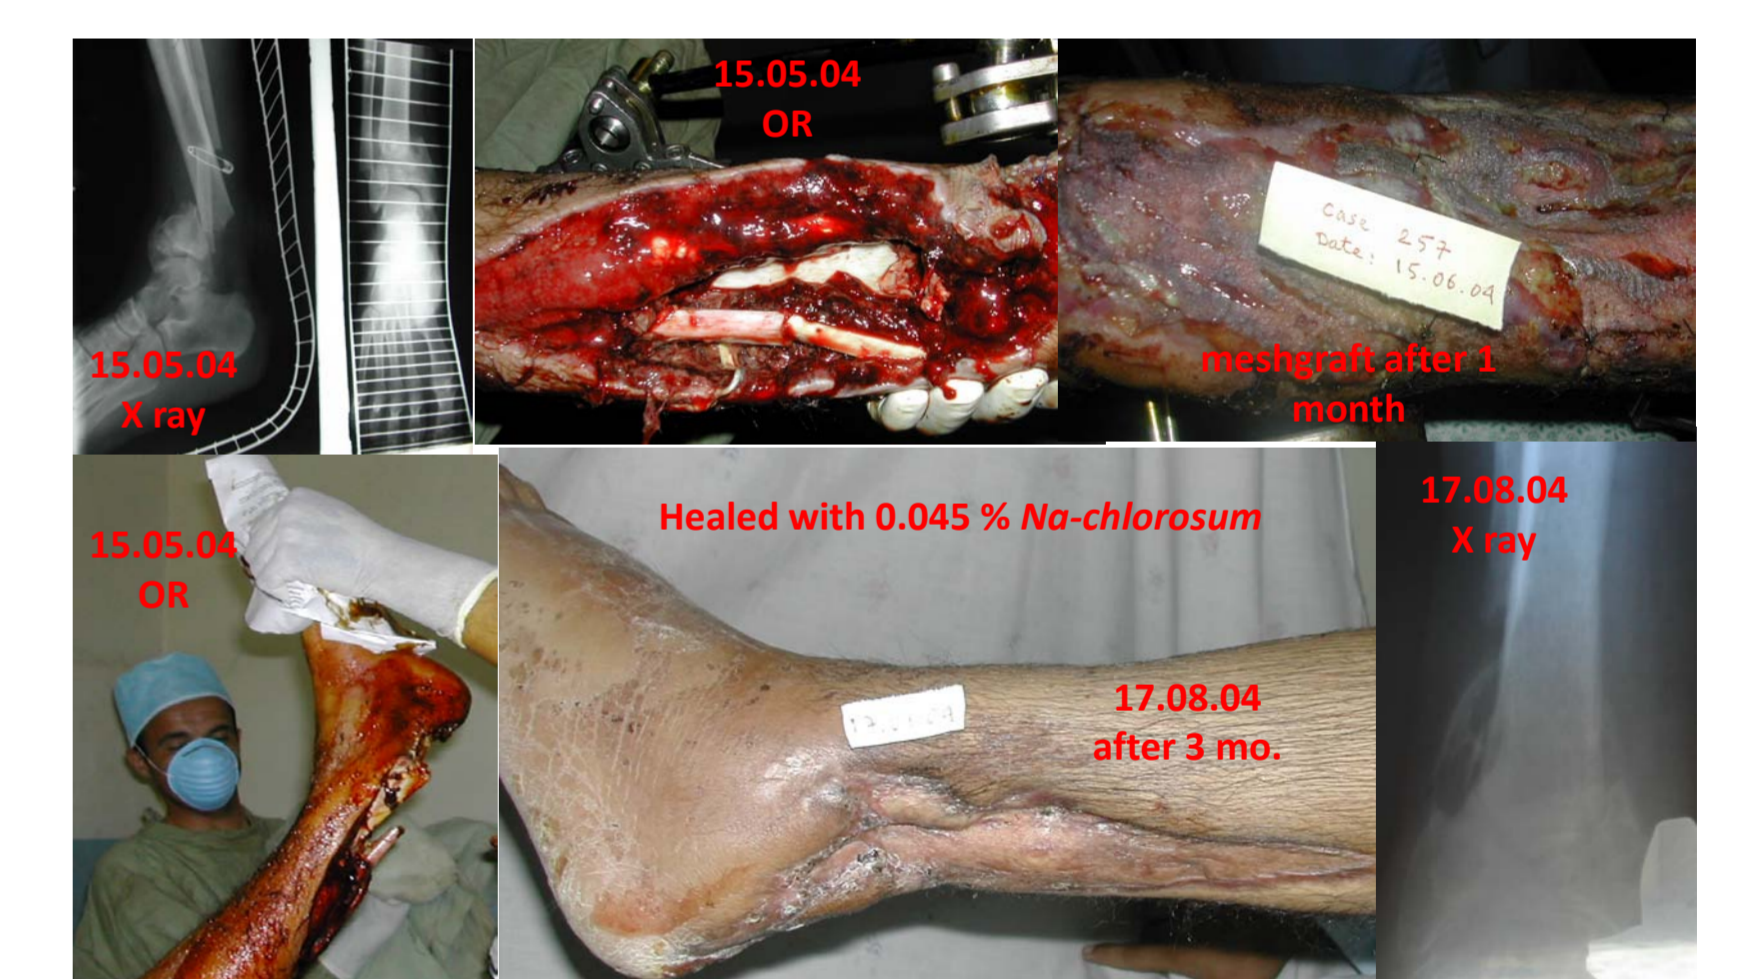 15.05.04
OR
15.05.04
X ray
Case 257
Date: 15.06.04
meshgraft after 1
month
15.05.04
OR
Healed with 0.045 % Na-chlorosum
17.08.04
after 3 mo.
17.08.04
X ray